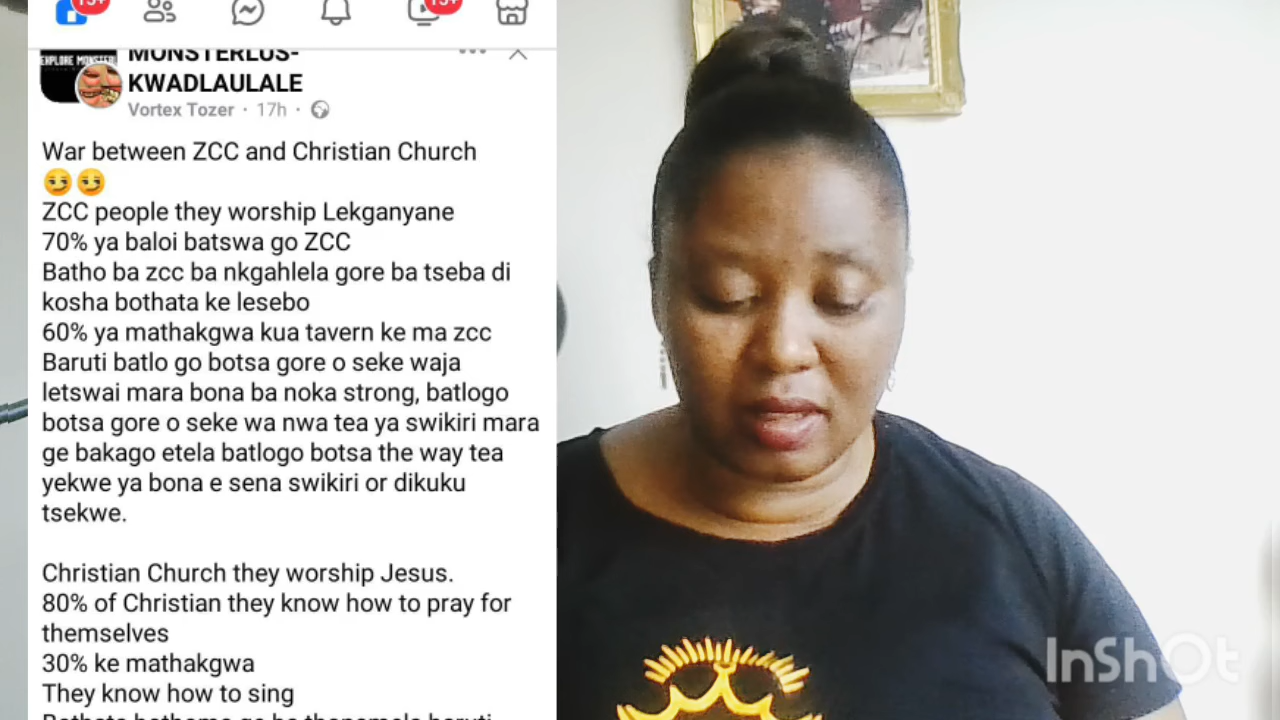 15+
15+
EXPLORE MONSTER
MONSTERLUS-
KWADLAULALE
Vortex Tozer · 17h ·
War between ZCC and Christian Church
😏😏
ZCC people they worship Lekganyane
70% ya baloi batswa go ZCC
Batho ba zcc ba nkgahlela gore ba tseba di
kosha bothata ke lesebo
60% ya mathakgwa kua tavern ke ma zcc
Baruti batlo go botsa gore o seke waja
letswai mara bona ba noka strong, batlogo
botsa gore o seke wa nwa tea ya swikiri mara
ge bakago etela batlogo botsa the way tea
yekwe ya bona e sena swikiri or dikuku
tsekwe.
Christian Church they worship Jesus.
80% of Christian they know how to pray for
themselves
30% ke mathakgwa
They know how to sing
InShOt